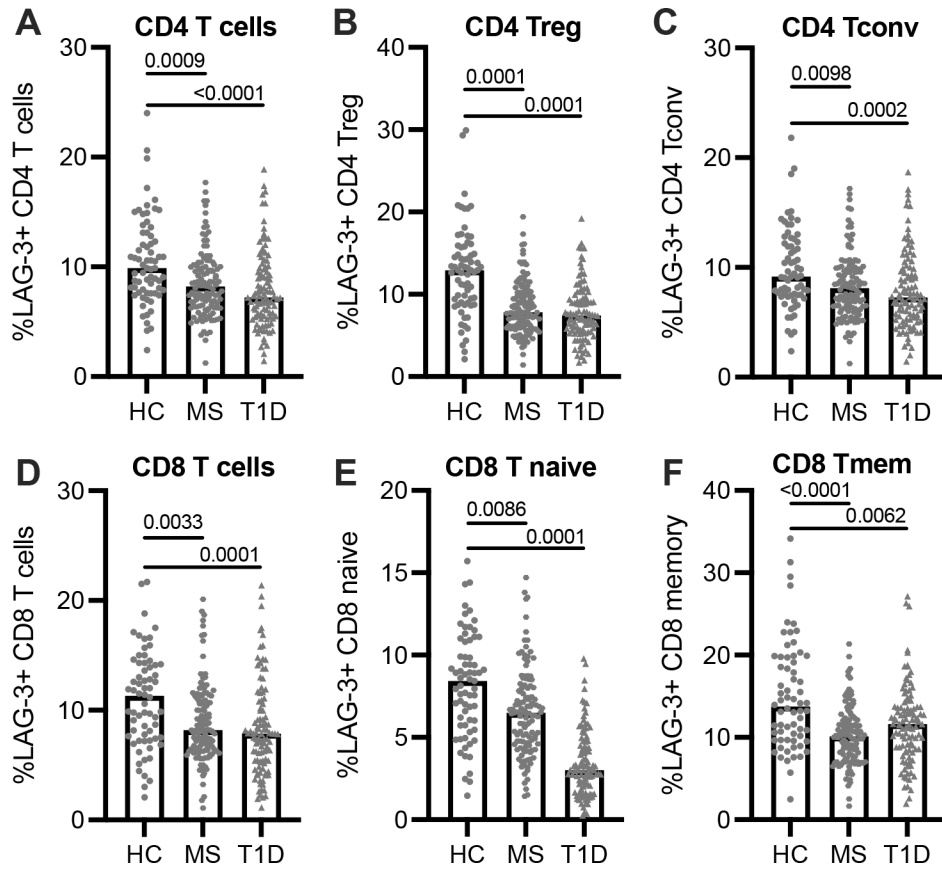 A CD4 T cells
%LAG-3+ CD4 T cells
30
20
10
0
0.0009
<0.0001
HC MS T1D
B CD4 Treg
%LAG-3+ CD4 Treg
40
30
20
10
0
0.0001
0.0001
HC MS T1D
C CD4 Tconv
%LAG-3+ CD4 Tconv
30
20
10
0
0.0098
0.0002
HC MS T1D
D CD8 T cells
%LAG-3+ CD8 T cells
30
20
10
0
0.0033
0.0001
HC MS T1D
E CD8 T naive
%LAG-3+ CD8 naive
20
15
10
5
0
0.0086
0.0001
HC MS T1D
F CD8 Tmem
%LAG-3+ CD8 memory
40
30
20
10
0
<0.0001
0.0062
HC MS T1D